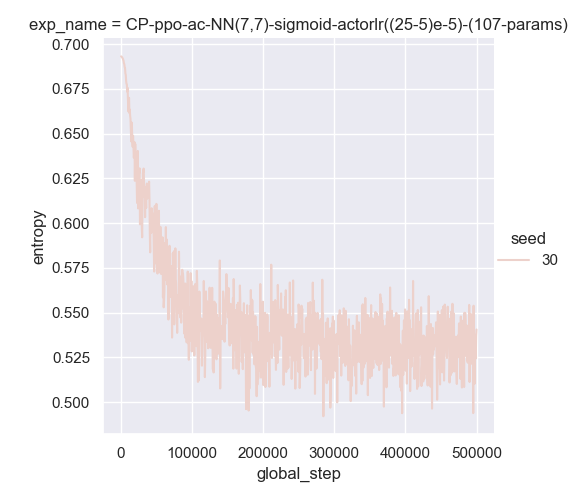 exp_name = CP-ppo-ac-NN(7,7)-sigmoid-actorlr((25-5)e-5)-(107-params)
0.700
0.675
0.650
0.625
0.600
0.575
0.550
0.525
0.500
entropy
seed
30
0 100000 200000 300000 400000 500000
global_step